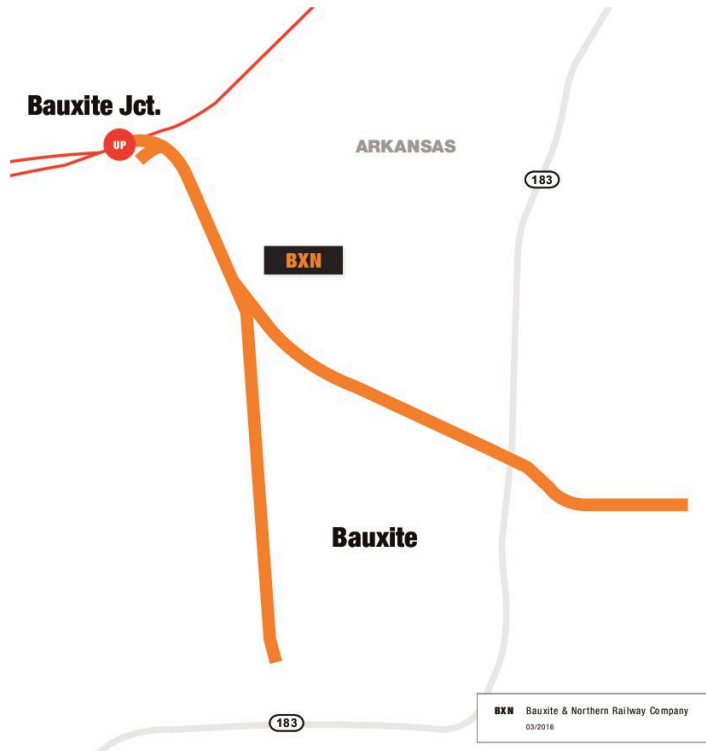 Bauxite Jct.
UP
ARKANSAS
183
BXN
Bauxite
183
BXN Bauxite & Northern Railway Company
03/2016